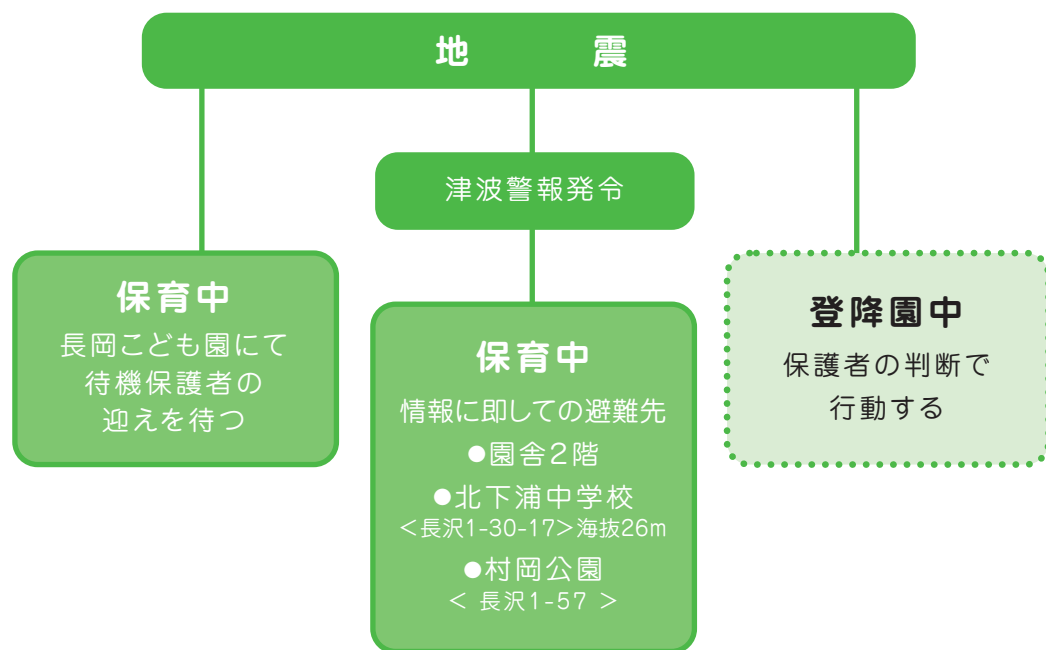 地震
津波警報発令
保育中
長岡こども園にて
待機保護者の
迎えを待つ
保育中
情報に即しての避難先
●園舎2階
●北下浦中学校
<長沢1-30-17>海抜26m
●村岡公園
< 長沢1-57 >
登降園中
保護者の判断で
行動する